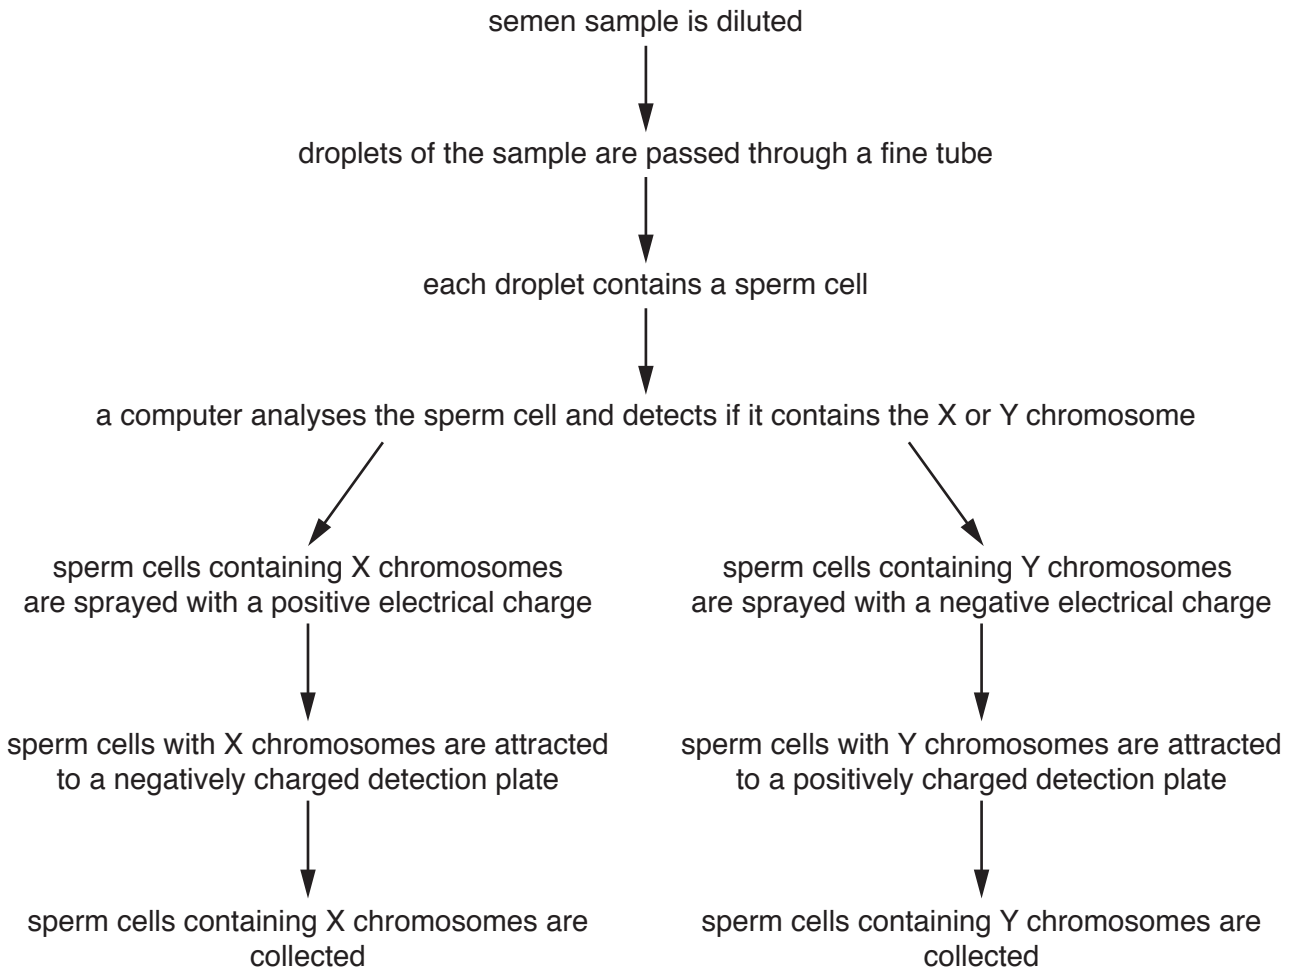 semen sample is diluted
droplets of the sample are passed through a fine tube
each droplet contains a sperm cell
a computer analyses the sperm cell and detects if it contains the X or Y chromosome
sperm cells containing X chromosomes
are sprayed with a positive electrical charge
sperm cells containing Y chromosomes
are sprayed with a negative electrical charge
sperm cells with X chromosomes are attracted
to a negatively charged detection plate
sperm cells with Y chromosomes are attracted
to a positively charged detection plate
sperm cells containing X chromosomes are
collected
sperm cells containing Y chromosomes are
collected